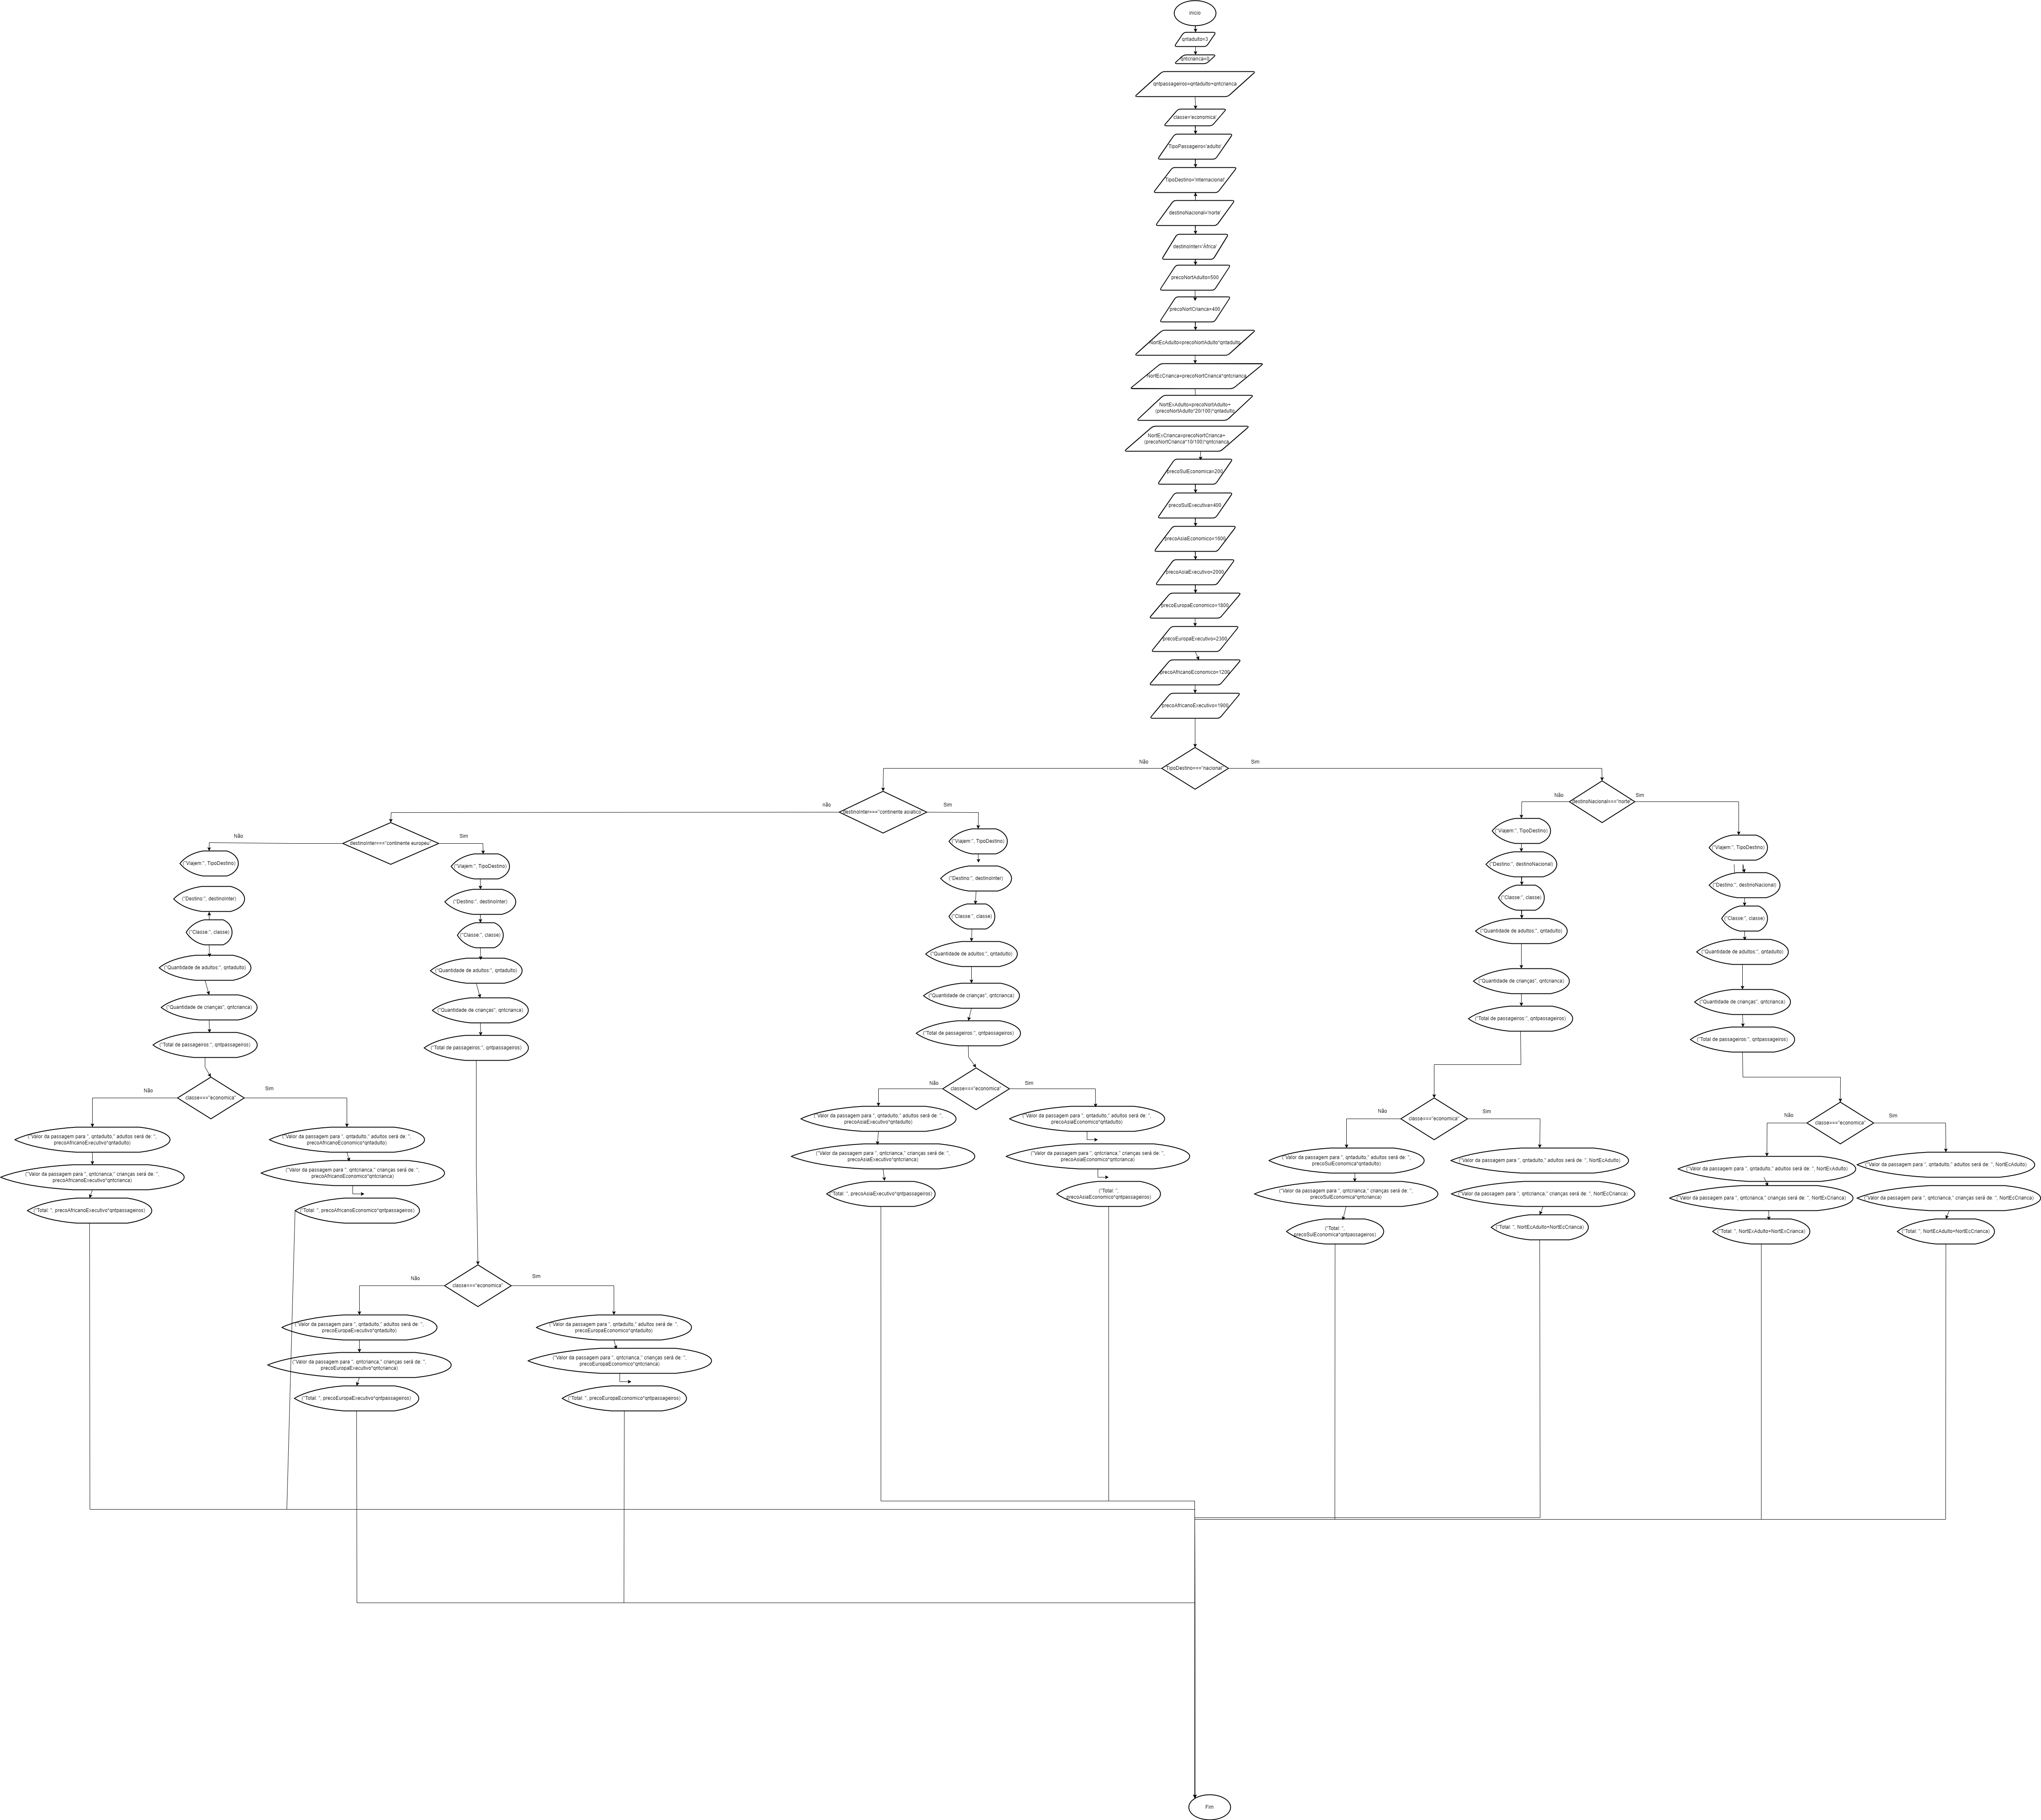 inicio
qntadulto=3
qntcrianca=0
qntpassageiros=qntadulto+qntcrianca
classe='economica'
TipoPassageiro='adulto'
TipoDestino='Internacional'
destinoNacional='norte'
destinoInter='África'
precoNortAdulto=500
precoNortCrianca=400
NortEcAdulto=precoNortAdulto*qntadulto
NortEcCrianca=precoNortCrianca*qntcrianca
NortExAdulto=precoNortAdulto+
(precoNortAdulto*20/100)*qntadulto
NortExCrianca=precoNortCrianca+
(precoNortCrianca*10/100)*qntcrianca
precoSulEconomica=200
precoSulExecutiva=400
precoAsiaEconomico=1600
precoAsiaExecutivo=2000
precoEuropaEconomico=1800
precoEuropaExecutivo=2300
precoAfricanoEconomico=1200
precoAfricanoExecutivo=1900
TipoDestino==="nacional"
Não
Sim
destinoInter==="continente asiatico
não
Sim
destinoNacional==="norte
Não
Sim
destinoInter==="continente europeu"
Não
Sim
("Viajem:", TipoDestino)
("Destino:", destinoInter)
("Classe:", classe)
("Quantidade de adultos:", qntadulto)
("Quantidade de crianças", qntcrianca)
("Total de passageiros:", qntpassageiros)
classe==="economica"
Não
Sim
("Valor da passagem para ", qntadulto," adultos será de: ",
precoAfricanoExecutivo*qntadulto)
("Valor da passagem para ", qntcrianca," crianças será de: ",
precoAfricanoExecutivo*qntcrianca)
("Total: ", precoAfricanoExecutivo*qntpassageiros)
("Valor da passagem para ", qntadulto," adultos será de: ",
precoAfricanoEconomico*qntadulto)
("Valor da passagem para ", qntcrianca," crianças será de: ",
precoAfricanoEconomico*qntcrianca)
("Total: ", precoAfricanoEconomico*qntpassageiros)
("Viajem:", TipoDestino)
("Destino:", destinoInter)
("Classe:", classe)
("Quantidade de adultos:", qntadulto)
("Quantidade de crianças", qntcrianca)
("Total de passageiros:", qntpassageiros)
classe==="economica"
Não
Sim
("Valor da passagem para ", qntadulto," adultos será de: ",
precoEuropaExecutivo*qntadulto)
("Valor da passagem para ", qntcrianca," crianças será de: ",
precoEuropaExecutivo*qntcrianca)
("Total: ", precoEuropaExecutivo*qntpassageiros)
("Valor da passagem para ", qntadulto," adultos será de: ",
precoEuropaEconomico*qntadulto)
("Valor da passagem para ", qntcrianca," crianças será de: ",
precoEuropaEconomico*qntcrianca)
("Total: ", precoEuropaEconomico*qntpassageiros)
("Viajem:", TipoDestino)
("Destino:", destinoInter)
("Classe:", classe)
("Quantidade de adultos:", qntadulto)
("Quantidade de crianças", qntcrianca)
("Total de passageiros:", qntpassageiros)
classe==="economica"
Não
Sim
("Valor da passagem para ", qntadulto," adultos será de: ",
precoAsiaExecutivo*qntadulto)
("Valor da passagem para ", qntcrianca," crianças será de: ",
precoAsiaExecutivo*qntcrianca)
"Total: ", precoAsiaExecutivo*qntpassageiros)
("Valor da passagem para ", qntadulto," adultos será de: ",
precoAsiaEconomico*qntadulto)
("Valor da passagem para ", qntcrianca," crianças será de: ",
precoAsiaEconomico*qntcrianca)
("Total: ",
precoAsiaEconomico*qntpassageiros)
("Viajem:", TipoDestino)
("Destino:", destinoNacional)
("Classe:", classe)
("Quantidade de adultos:", qntadulto)
("Quantidade de crianças", qntcrianca)
("Total de passageiros:", qntpassageiros)
classe==="economica"
Não
Sim
("Valor da passagem para ", qntadulto," adultos será de: ",
precoSulEconomica*qntadulto)
("Valor da passagem para ", qntcrianca," crianças será de: ",
precoSulEconomica*qntcrianca)
("Total: ",
precoSulEconomica*qntpassageiros)
("Valor da passagem para ", qntadulto," adultos será de: ", NortEcAdulto)
("Valor da passagem para ", qntcrianca," crianças será de: ", NortEcCrianca)
("Total: ", NortEcAdulto+NortEcCrianca)
("Viajem:", TipoDestino)
("Destino:", destinoNacional)
("Classe:", classe)
("Quantidade de adultos:", qntadulto)
("Quantidade de crianças", qntcrianca)
("Total de passageiros:", qntpassageiros)
classe==="economica"
Não
Sim
("Valor da passagem para ", qntadulto," adultos será de: ", NortExAdulto)
"Valor da passagem para ", qntcrianca," crianças será de: ", NortExCrianca)
("Total: ", NortExAdulto+NortExCrianca)
("Valor da passagem para ", qntadulto," adultos será de: ", NortEcAdulto)
("Valor da passagem para ", qntcrianca," crianças será de: ", NortEcCrianca)
("Total: ", NortEcAdulto+NortEcCrianca)
Fim